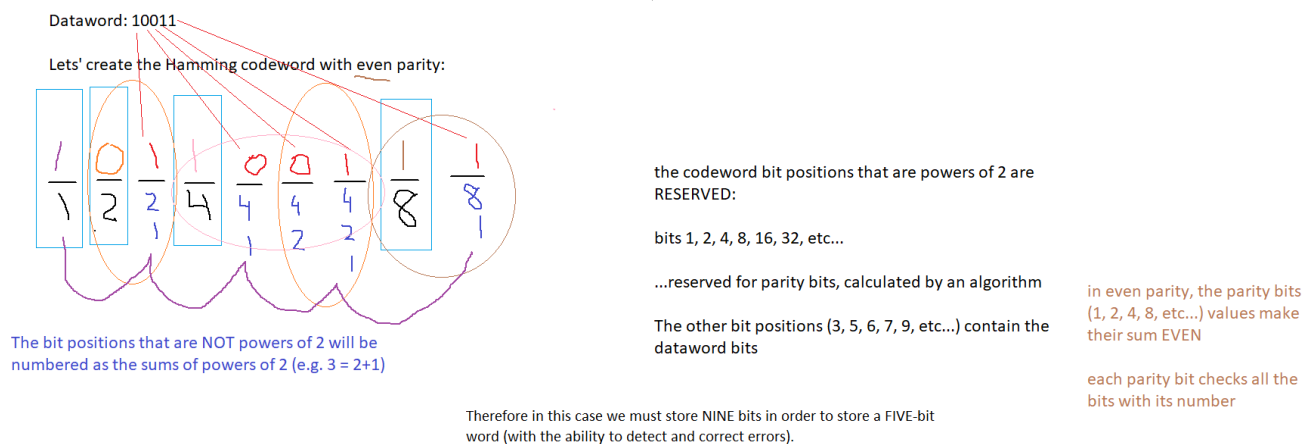 Dataword: 10011
Lets' create the Hamming codeword with even parity:
1 0 1 1 0 0 1 1 1
1 2 2 4 4 4 4 8 8
1 1 2 2 1
1
The bit positions that are NOT powers of 2 will be
numbered as the sums of powers of 2 (e.g. 3 = 2+1)
the codeword bit positions that are powers of 2 are
RESERVED:
bits 1, 2, 4, 8, 16, 32, etc...
...reserved for parity bits, calculated by an algorithm
The other bit positions (3, 5, 6, 7, 9, etc...) contain the
dataword bits
in even parity, the parity bits
(1, 2, 4, 8, etc...) values make
their sum EVEN
each parity bit checks all the
bits with its number
Therefore in this case we must store NINE bits in order to store a FIVE-bit
word (with the ability to detect and correct errors).